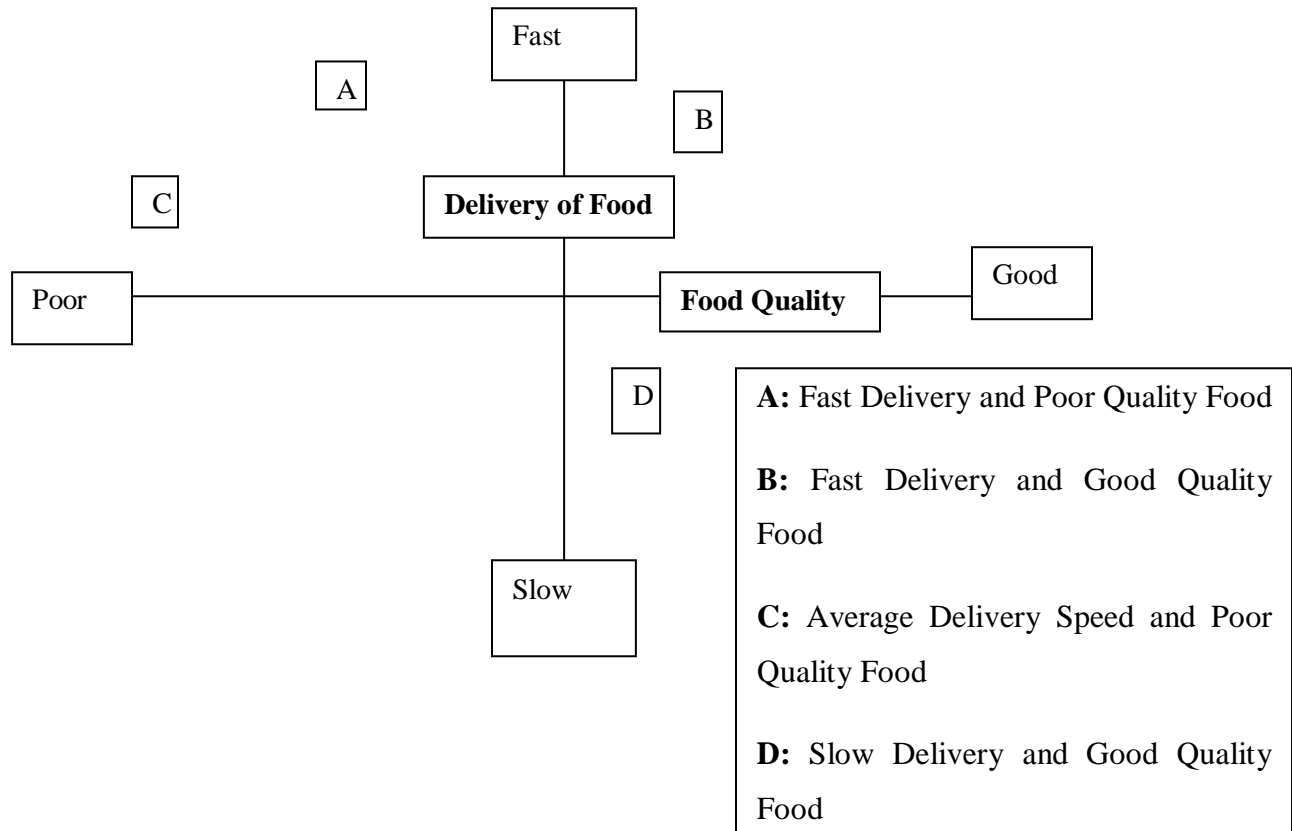 Fast
A
B
C
Delivery of Food
Poor
Food Quality
Good
D
Slow
A: Fast Delivery and Poor Quality Food
B: Fast Delivery and Good Quality
Food
C: Average Delivery Speed and Poor
Quality Food
D: Slow Delivery and Good Quality
Food